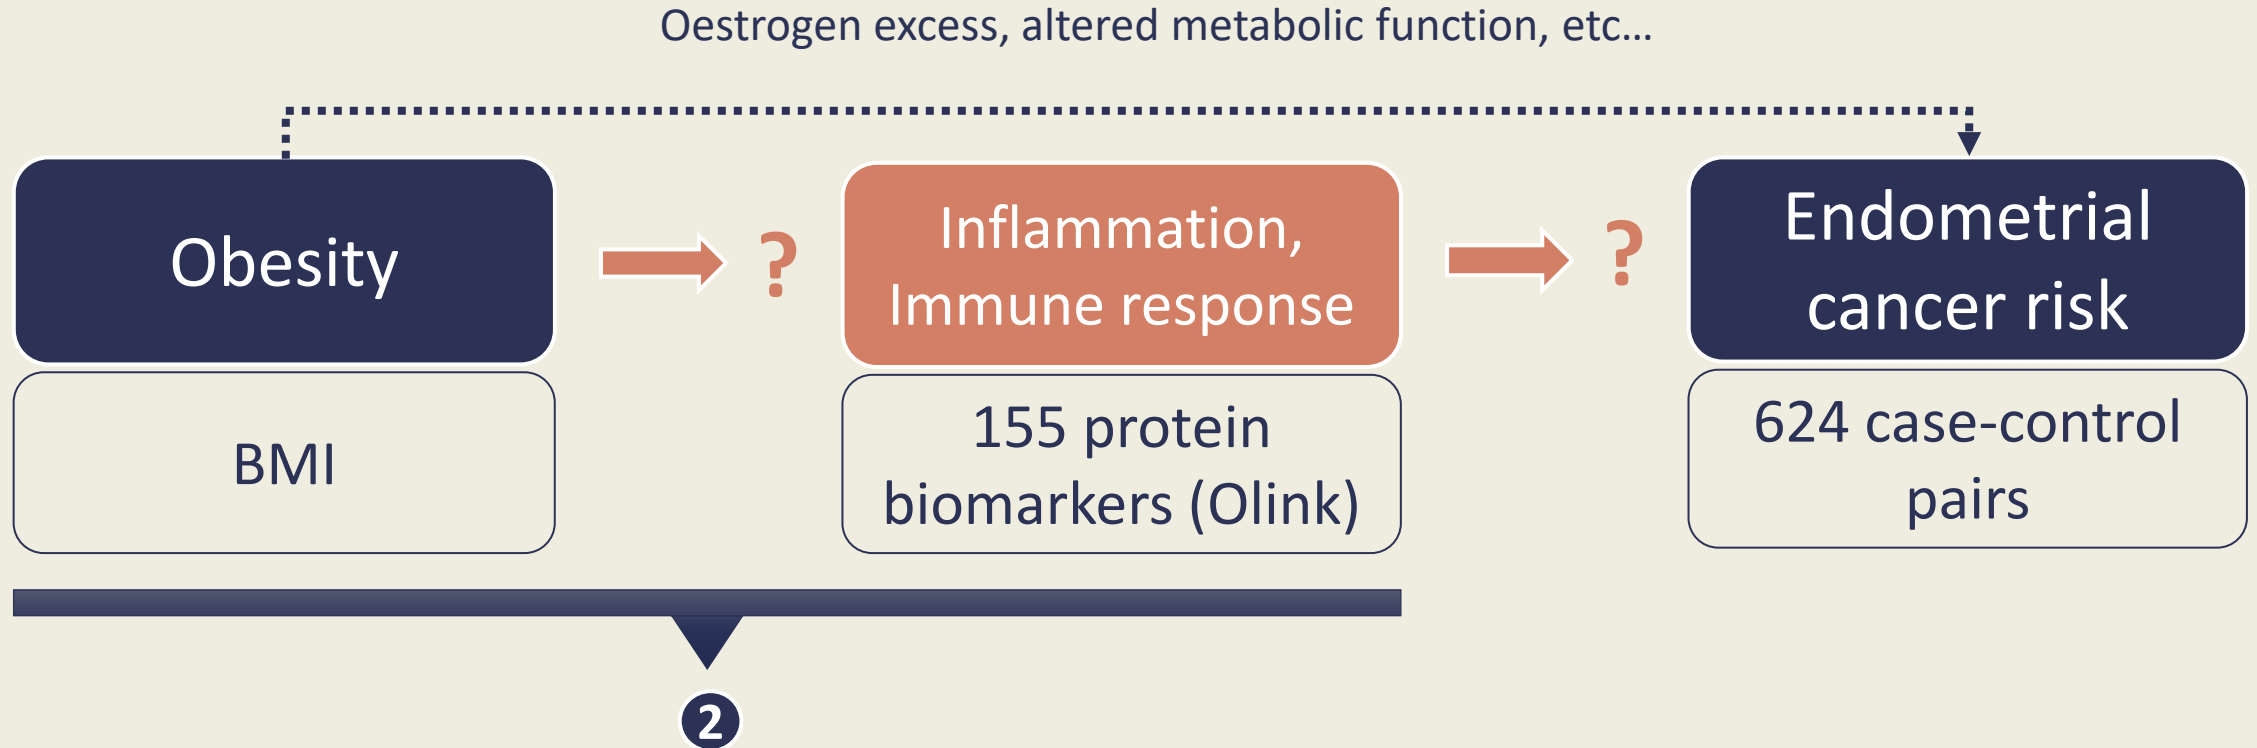 Oestrogen excess, altered metabolic function, etc…
Obesity
?
Inflammation,
Immune response
?
Endometrial
cancer risk
BMI
155 protein
biomarkers (Olink)
624 case-control
pairs
2